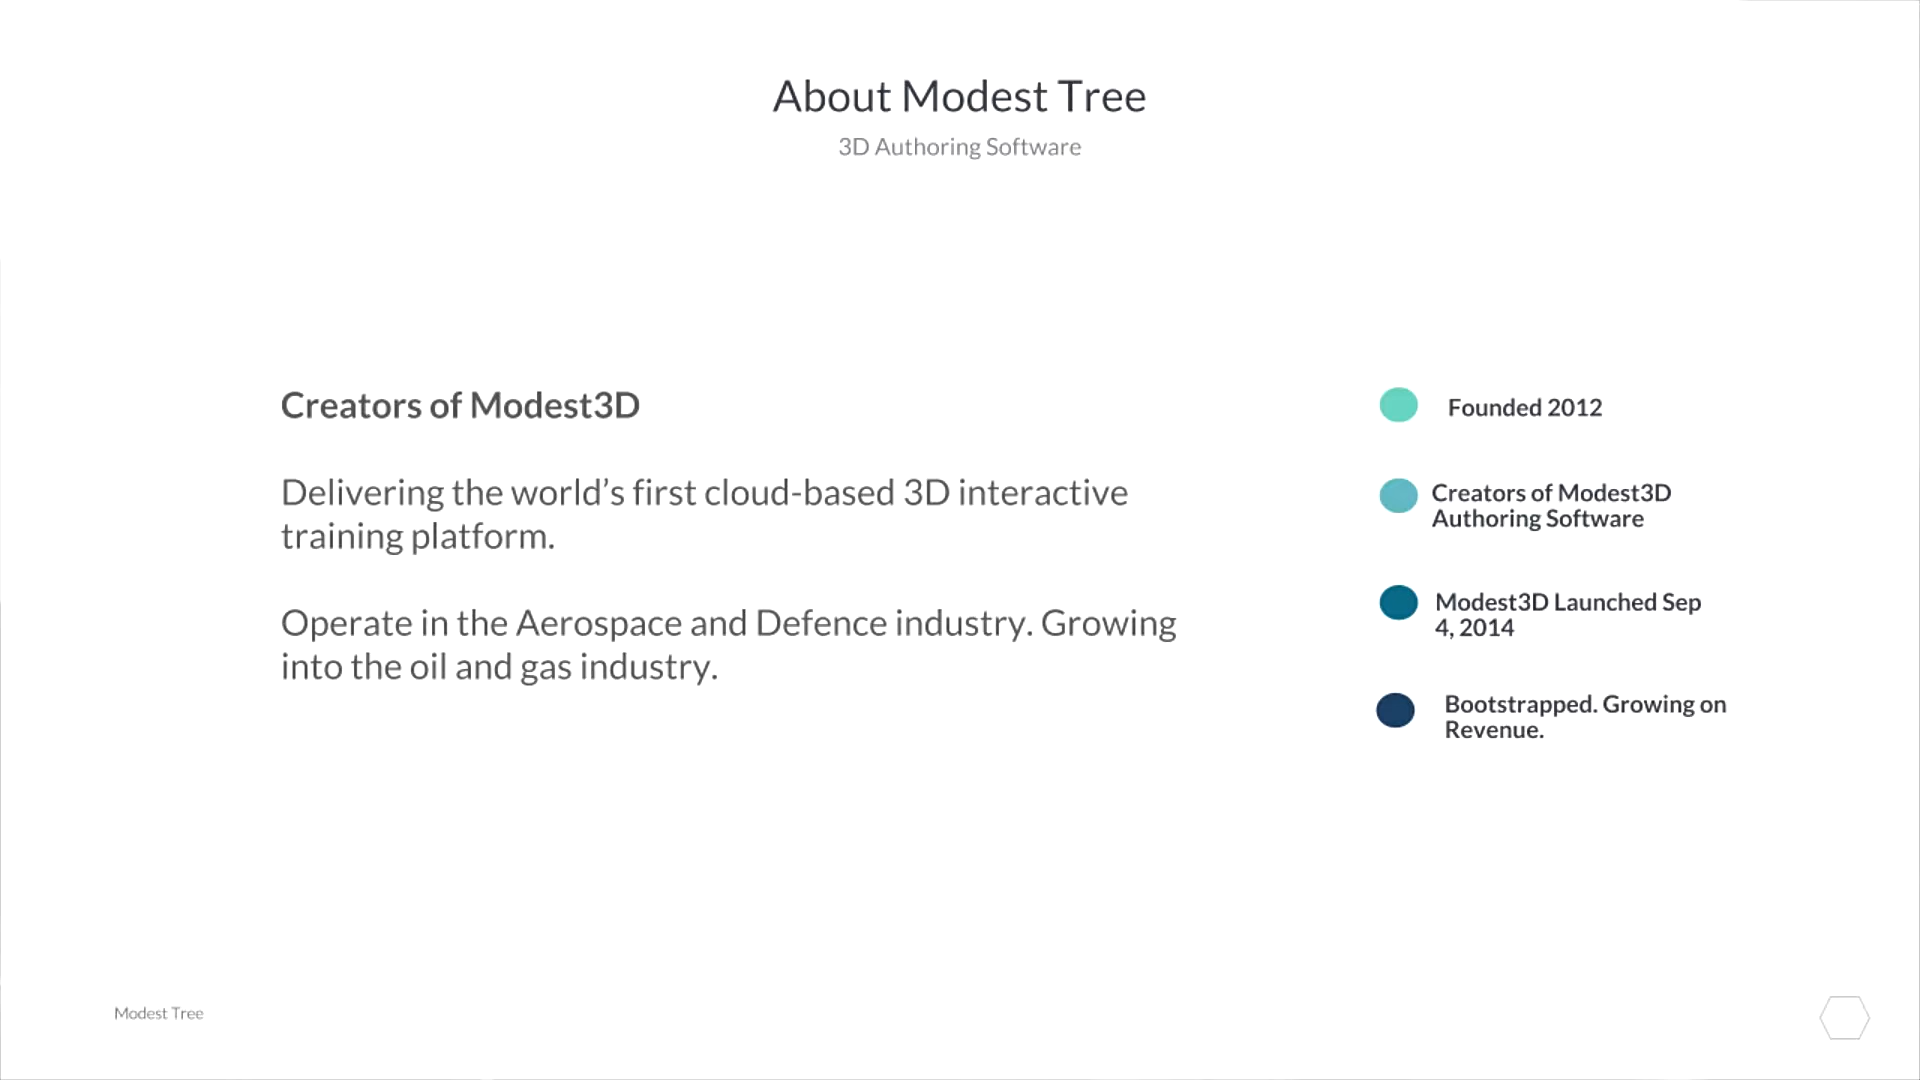 About Modest Tree
3D Authoring Software
Creators of Modest3D
Delivering the world’s first cloud-based 3D interactive
training platform.
Operate in the Aerospace and Defence industry. Growing
into the oil and gas industry.
Founded 2012
Creators of Modest3D
Authoring Software
Modest3D Launched Sep
4, 2014
Bootstrapped. Growing on
Revenue.
Modest Tree